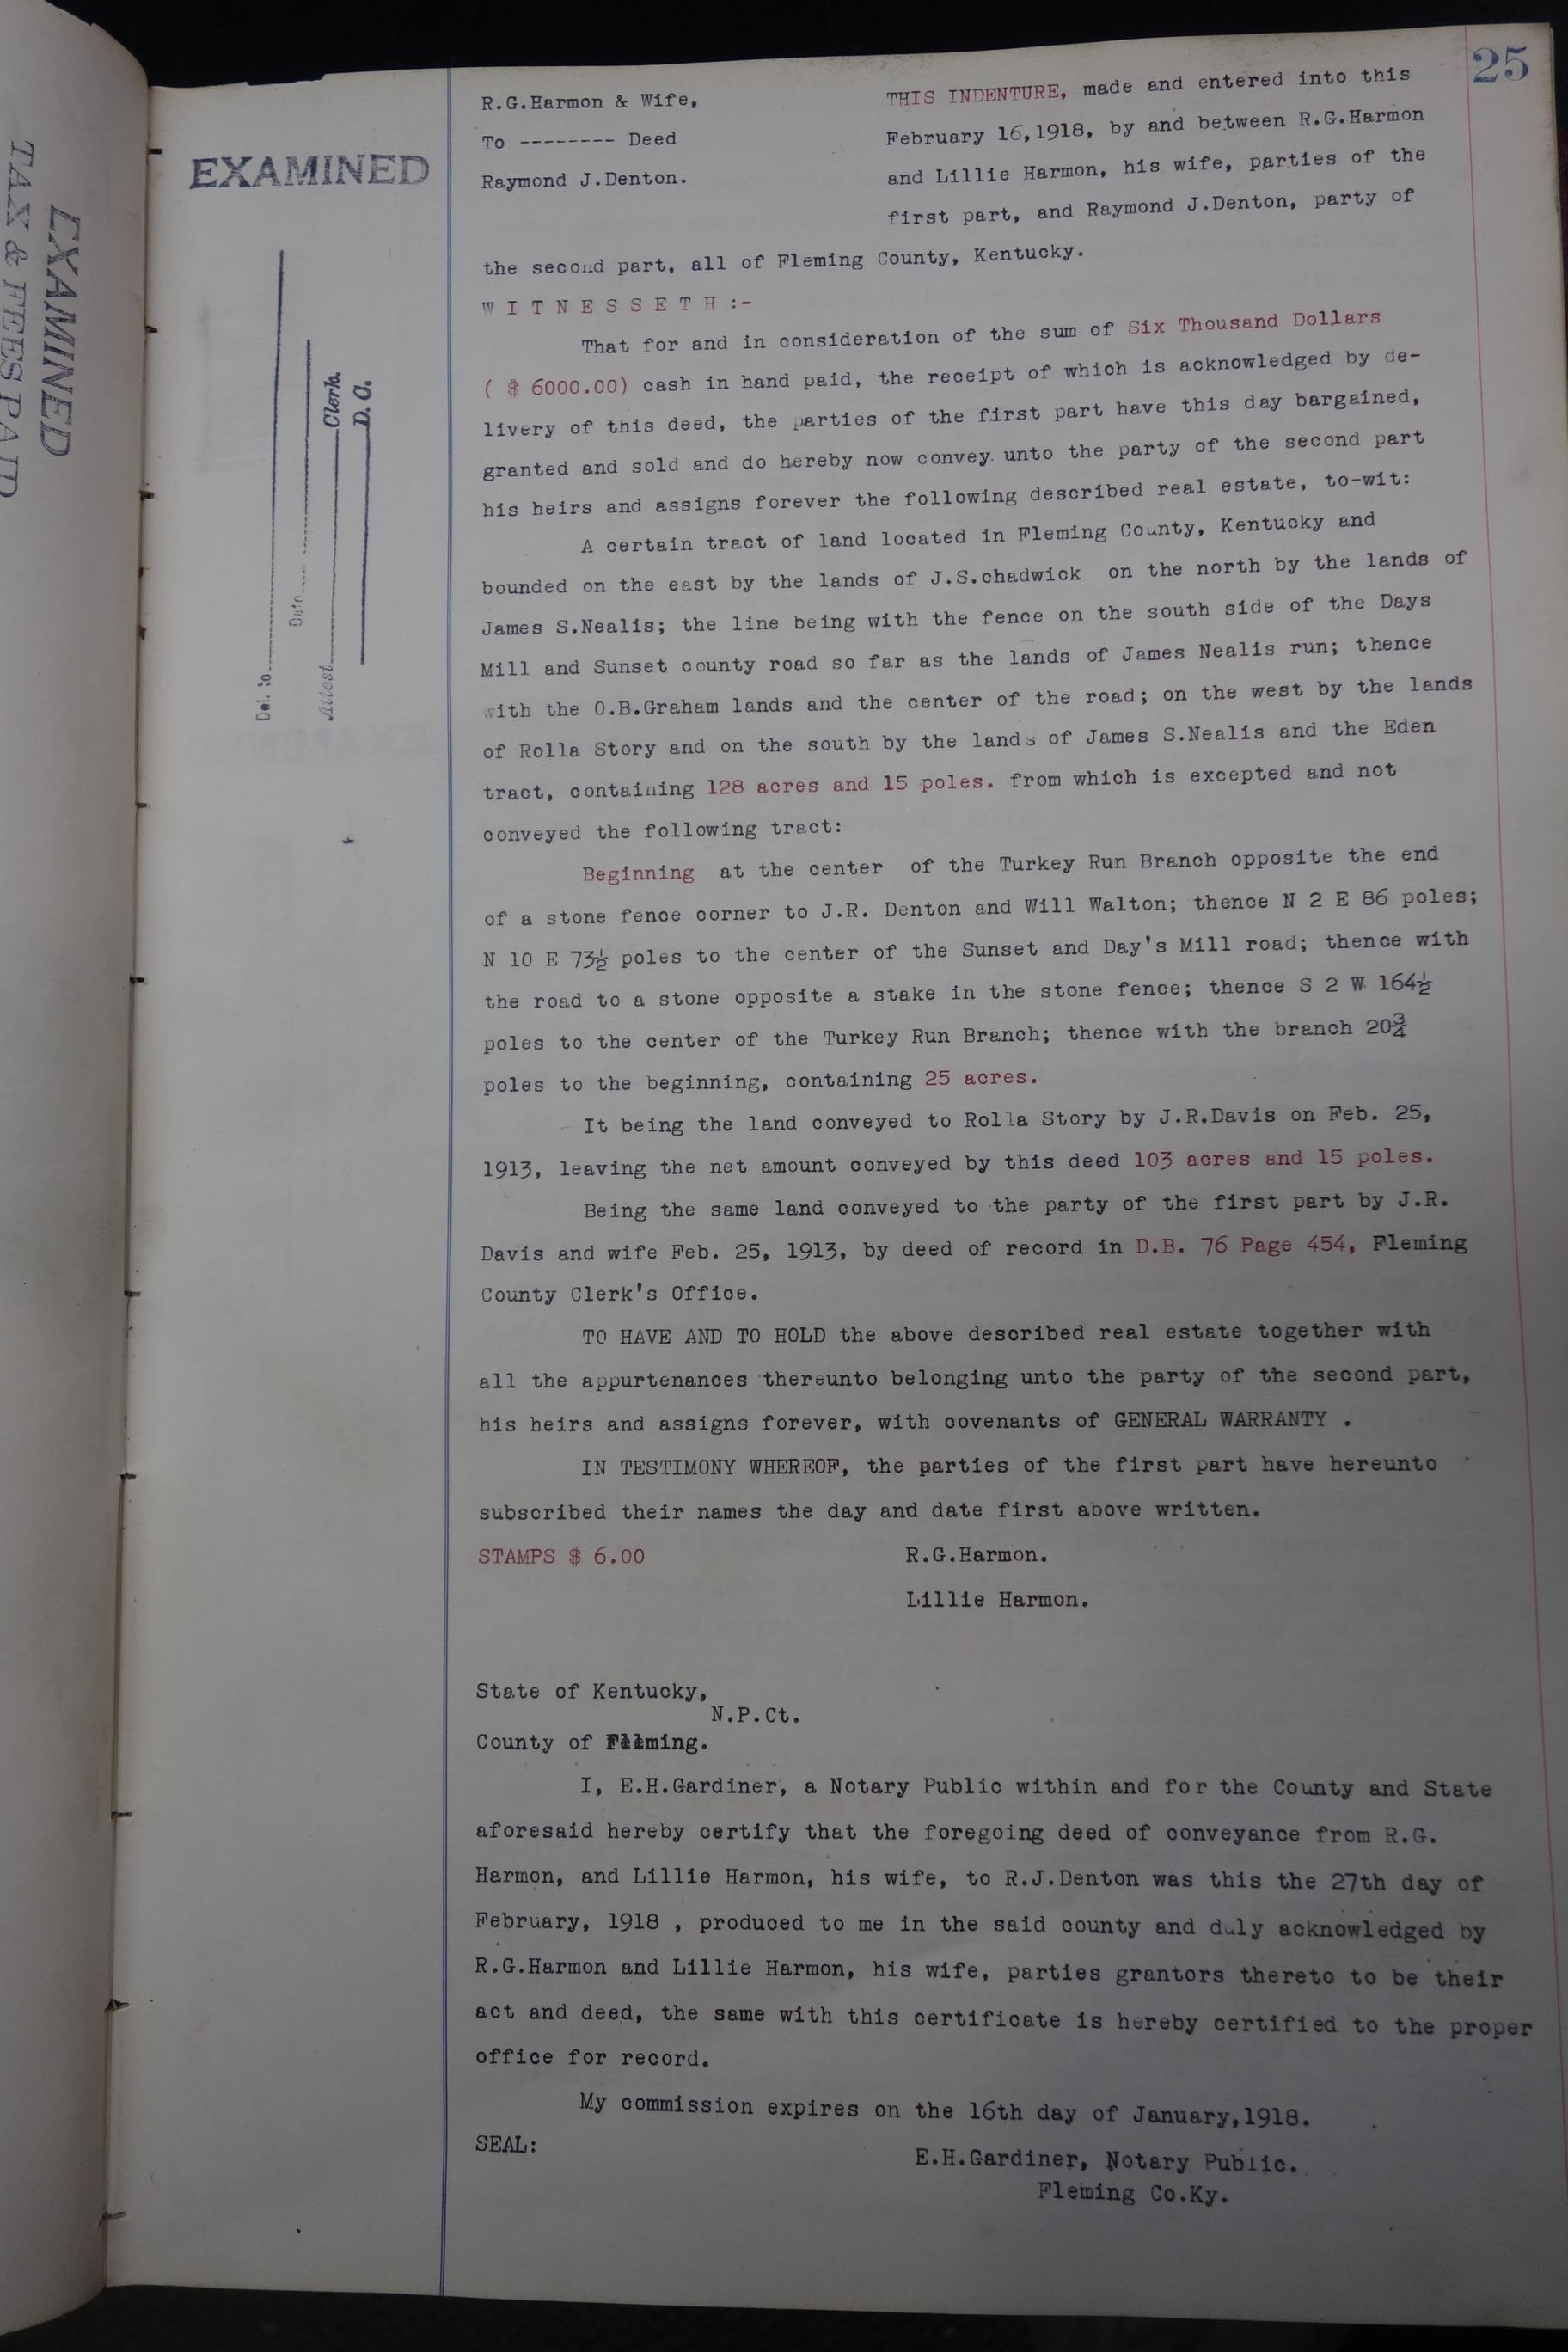 25
EXAMINED
TAX & FEES PAID
EXAMINED
Del. to
Date
Attest Clerk.
D. C.
R.G.Harmon & Wife,
To -------- Deed
Raymond J.Denton.
THIS INDENTURE, made and entered into this
February 16,1918, by and between R.G.Harmon
and Lillie Harmon, his wife, parties of the
first part, and Raymond J.Denton, party of
the second part, all of Fleming County, Kentucky.
W I T N E S S E T H :-
That for and in consideration of the sum of Six Thousand Dollars
( $ 6000.00) cash in hand paid, the receipt of which is acknowledged by de-
livery of this deed, the parties of the first part have this day bargained,
granted and sold and do hereby now convey unto the party of the second part
his heirs and assigns forever the following described real estate, to-wit:
A certain tract of land located in Fleming County, Kentucky and
bounded on the east by the lands of J.S.chadwick on the north by the lands of
James S.Nealis; the line being with the fence on the south side of the Days
Mill and Sunset county road so far as the lands of James Nealis run; thence
with the O.B.Graham lands and the center of the road; on the west by the lands
of Rolla Story and on the south by the lands of James S.Nealis and the Eden
tract, containing 128 acres and 15 poles. from which is excepted and not
conveyed the following tract:
Beginning at the center of the Turkey Run Branch opposite the end
of a stone fence corner to J.R. Denton and Will Walton; thence N 2 E 86 poles;
N 10 E 73½ poles to the center of the Sunset and Day's Mill road; thence with
the road to a stone opposite a stake in the stone fence; thence S 2 W 164½
poles to the center of the Turkey Run Branch; thence with the branch 20¾
poles to the beginning, containing 25 acres.
It being the land conveyed to Rolla Story by J.R.Davis on Feb. 25,
1913, leaving the net amount conveyed by this deed 103 acres and 15 poles.
Being the same land conveyed to the party of the first part by J.R.
Davis and wife Feb. 25, 1913, by deed of record in D.B. 76 Page 454, Fleming
County Clerk's Office.
TO HAVE AND TO HOLD the above described real estate together with
all the appurtenances thereunto belonging unto the party of the second part,
his heirs and assigns forever, with covenants of GENERAL WARRANTY .
IN TESTIMONY WHEREOF, the parties of the first part have hereunto
subscribed their names the day and date first above written.
STAMPS $ 6.00
R.G.Harmon.
Lillie Harmon.
State of Kentucky,
N.P.Ct.
County of Fleming.
I, E.H.Gardiner, a Notary Public within and for the County and State
aforesaid hereby certify that the foregoing deed of conveyance from R.G.
Harmon, and Lillie Harmon, his wife, to R.J.Denton was this the 27th day of
February, 1918 , produced to me in the said county and duly acknowledged by
R.G.Harmon and Lillie Harmon, his wife, parties grantors thereto to be their
act and deed, the same with this certificate is hereby certified to the proper
office for record.
My commission expires on the 16th day of January,1918.
SEAL:
E.H.Gardiner, Notary Public.
Fleming Co.Ky.